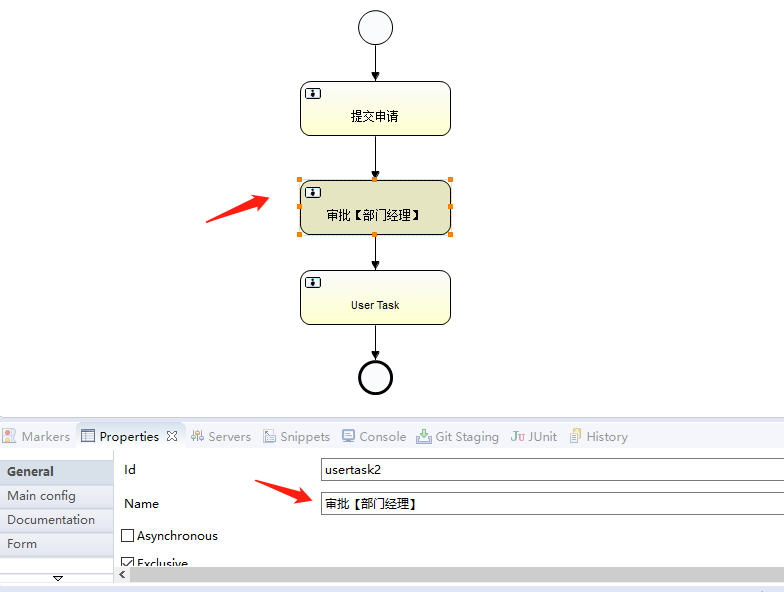 提交申请
审批【部门经理】
User Task
Markers Properties Servers Snippets Console Git Staging JUnit History
General
Main config
Documentation
Form
Id usertask2
Name 审批【部门经理】
Asynchronous
Exclusive